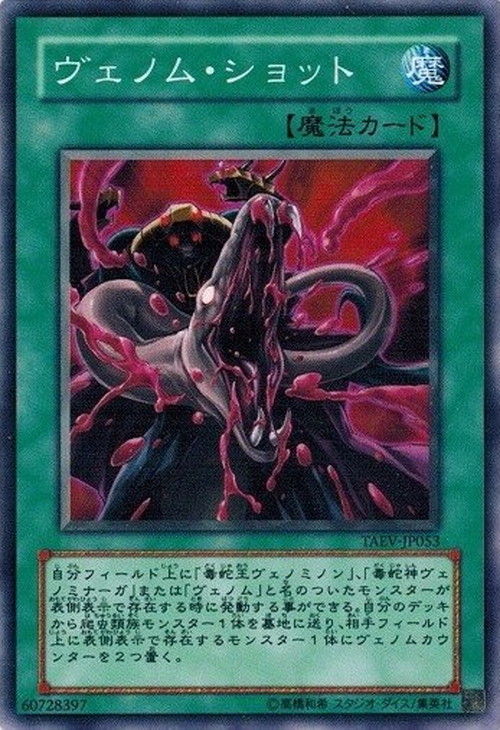 ヴェノム・ショット
魔
【魔法カード】
TAEV-JP053
自分フィールド上に「毒蛇王ヴェノミノン」、「毒蛇神ヴェ
ノミナーガ」または「ヴェノム」と名のついたモンスターが
表側表示で存在する時に発動する事ができる。自分のデッキ
から爬虫類族モンスター1体を墓地に送り、相手フィールド
上に表側表示で存在するモンスター1体にヴェノムカウ
ンターを2つ置く。
60728397
©高橋和希 スタジオ・ダイス/集英社